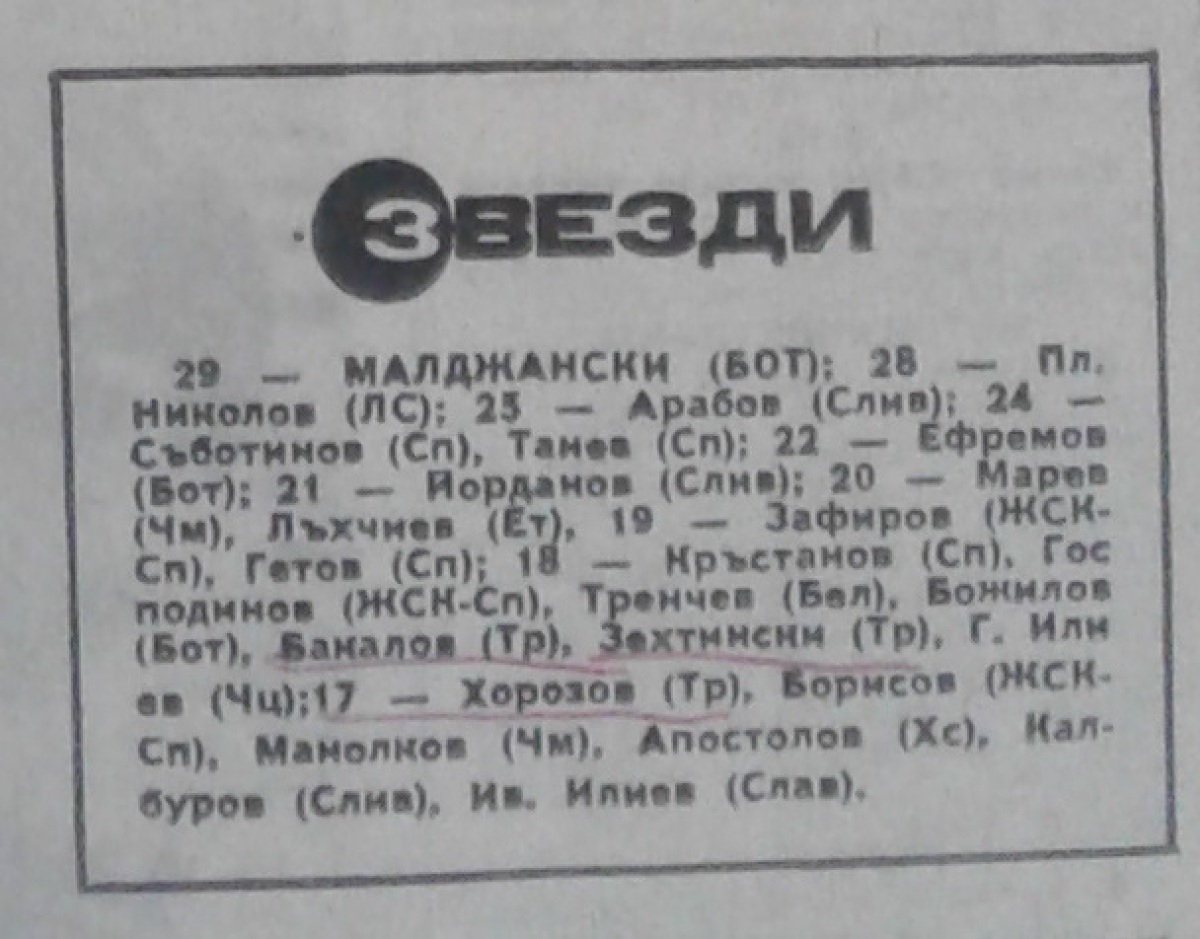 ЗВЕЗДИ
29 — МАЛДЖАНСКИ (БОТ); 28 — Пл.
Николов (ЛС); 25 — Арабов (Слив); 24 —
Съботинов (Сп), Танев (Сп); 22 — Ефремов
(Бот); 21 — Йорданов (Слив); 20 — Марев
(Чм), Лъхчиев (Ет), 19 — Зафиров (ЖСК-
Сп), Гетов (Сп); 18 — Кръстанов (Сп), Гос
подинов (ЖСК-Сп), Тренчев (Бел), Божилов
(Бот), Бакалов (Тр), Зехтински (Тр), Г. Или
ев (Чц);17 — Хорозов (Тр), Борисов (ЖСК-
Сп), Манолков (Чм), Апостолов (Хс), Кал-
буров (Слив), Ив. Илиев (Слав).